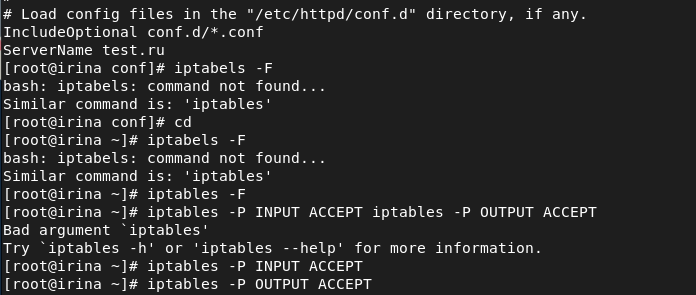 # Load config files in the "/etc/httpd/conf.d" directory, if any.
IncludeOptional conf.d/*.conf
ServerName test.ru
[root@irina conf]# iptabels -F
bash: iptabels: command not found...
Similar command is: 'iptables'
[root@irina conf]# cd
[root@irina ~]# iptabels -F
bash: iptabels: command not found...
Similar command is: 'iptables'
[root@irina ~]# iptables -F
[root@irina ~]# iptables -P INPUT ACCEPT iptables -P OUTPUT ACCEPT
Bad argument `iptables'
Try `iptables -h' or 'iptables --help' for more information.
[root@irina ~]# iptables -P INPUT ACCEPT
[root@irina ~]# iptables -P OUTPUT ACCEPT